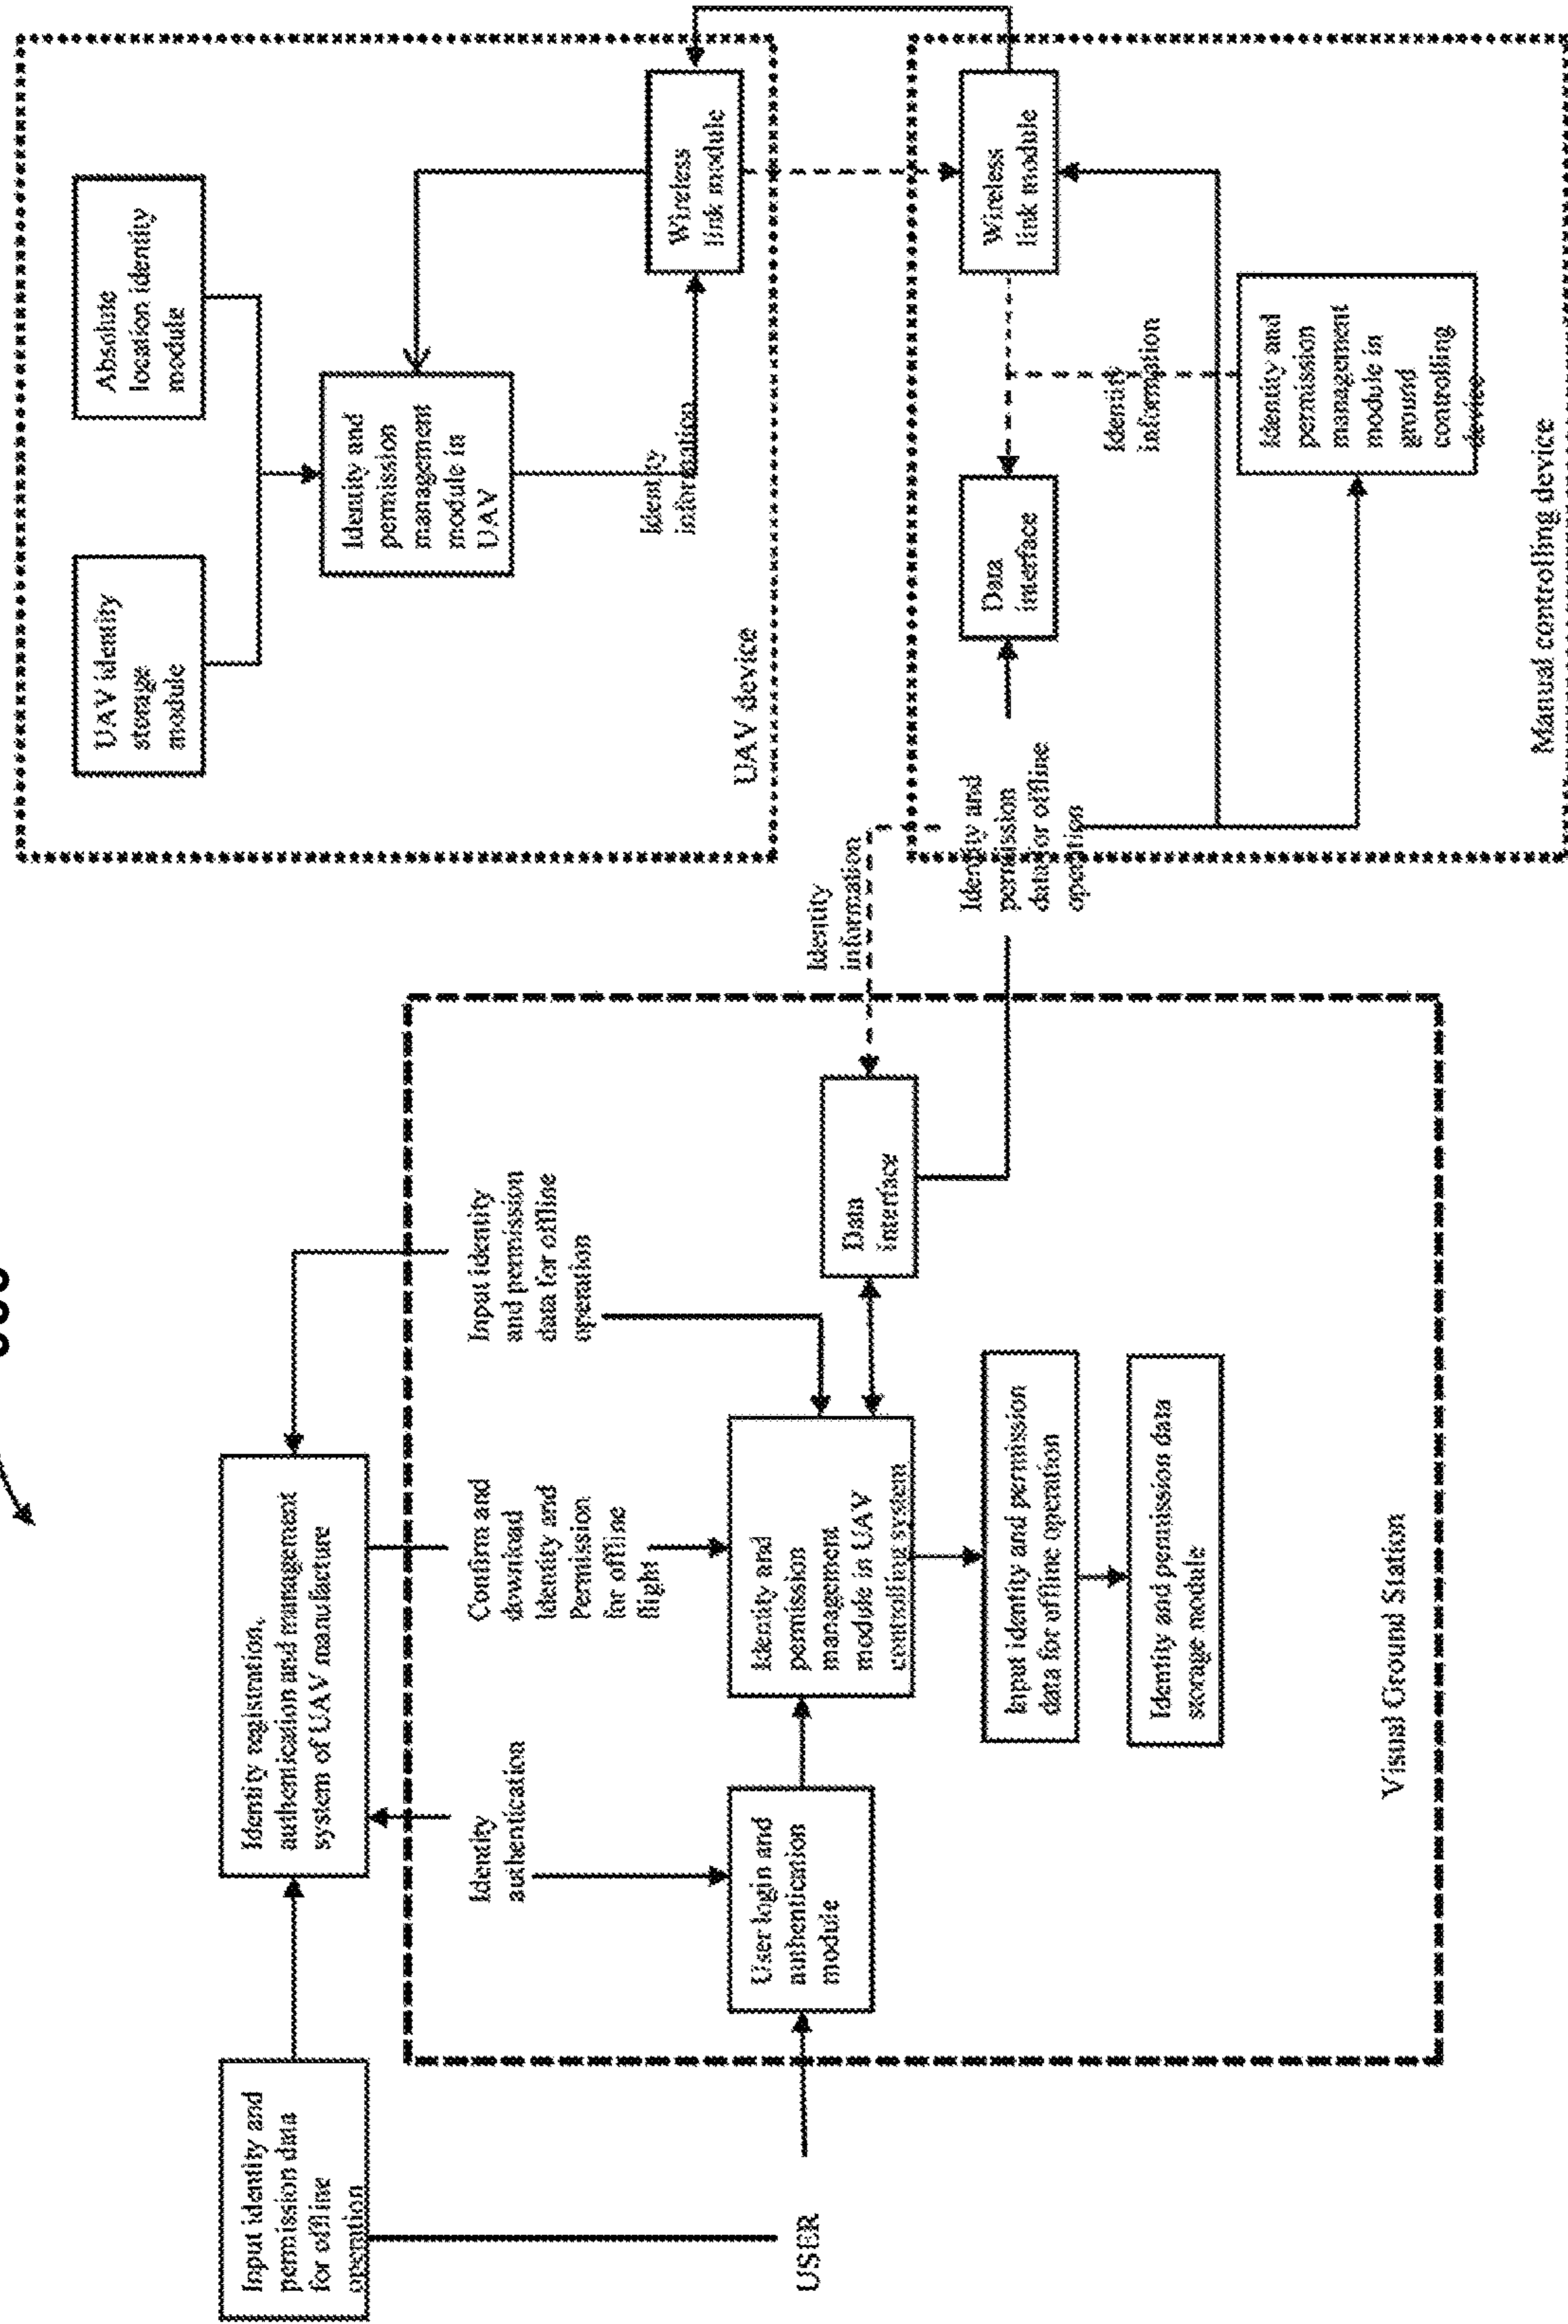 Input identity and
permission data
for offline
operation
USER
Identity registration,
authentication and management
system of UAV manufacture
Identity
authentication
Confirm and
download
Identity and
Permission
for offline
flight
Input identity
and permission
data for offline
operation
User login and
authentication
module
Identity and
permission
management
module in UAV
controlling system
Data
interface
Input identity and permission
data for offline operation
Identity and permission data
storage module
Visual Ground Station
Identity
information
Identity and
permission
data for offline
operation
UAV identity
storage
module
Absolute
location identity
module
Identity and
permission
management
module in
UAV
Identity
information
Wireless
link module
UAV device
Data
interface
Wireless
link module
Identity
information
Identity and
permission
management
module in
ground
controlling
device
Manual controlling device